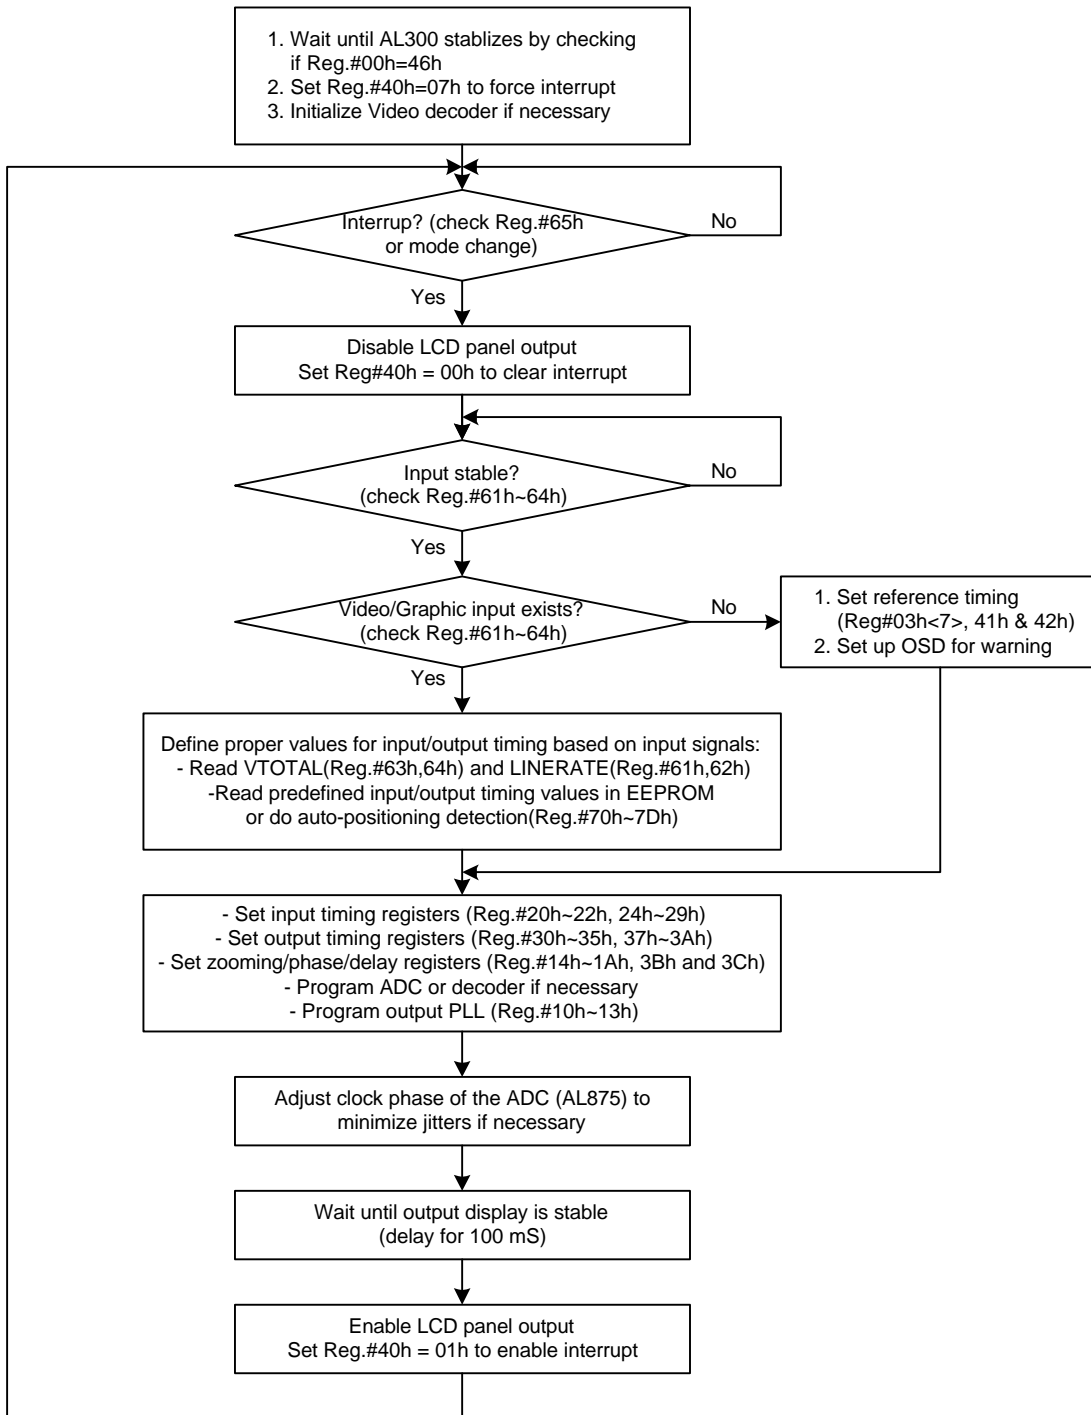 1. Wait until AL300 stablizes by checking
if Reg.#00h=46h
2. Set Reg.#40h=07h to force interrupt
3. Initialize Video decoder if necessary
Interrup? (check Reg.#65h
or mode change)
No
Yes
Disable LCD panel output
Set Reg#40h = 00h to clear interrupt
Input stable?
(check Reg.#61h~64h)
No
Yes
Video/Graphic input exists?
(check Reg.#61h~64h)
No
1. Set reference timing
(Reg#03h<7>, 41h & 42h)
2. Set up OSD for warning
Yes
Define proper values for input/output timing based on input signals:
- Read VTOTAL(Reg.#63h,64h) and LINERATE(Reg.#61h,62h)
-Read predefined input/output timing values in EEPROM
or do auto-positioning detection(Reg.#70h~7Dh)
- Set input timing registers (Reg.#20h~22h, 24h~29h)
- Set output timing registers (Reg.#30h~35h, 37h~3Ah)
- Set zooming/phase/delay registers (Reg.#14h~1Ah, 3Bh and 3Ch)
- Program ADC or decoder if necessary
- Program output PLL (Reg.#10h~13h)
Adjust clock phase of the ADC (AL875) to
minimize jitters if necessary
Wait until output display is stable
(delay for 100 mS)
Enable LCD panel output
Set Reg.#40h = 01h to enable interrupt